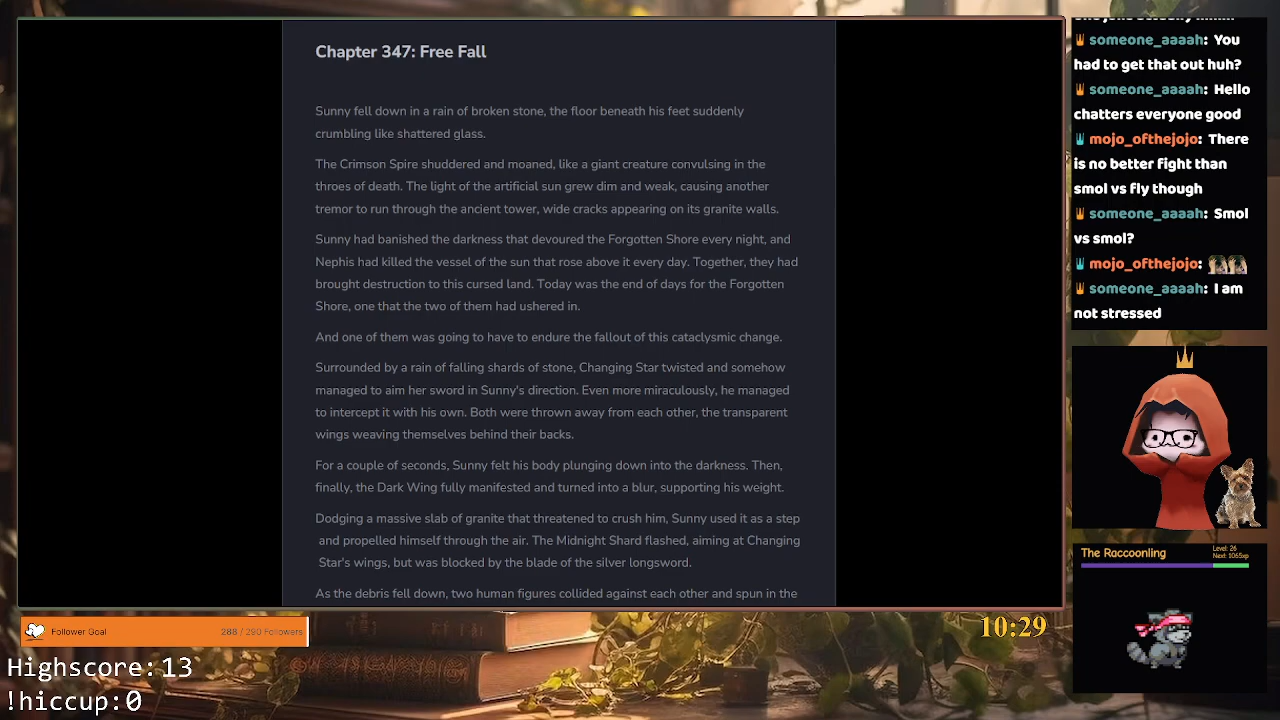 Chapter 347: Free Fall
Sunny fell down in a rain of broken stone, the floor beneath his feet suddenly
crumbling like shattered glass.
The Crimson Spire shuddered and moaned, like a giant creature convulsing in the
throes of death. The light of the artificial sun grew dim and weak, causing another
tremor to run through the ancient tower, wide cracks appearing on its granite walls.
Sunny had banished the darkness that devoured the Forgotten Shore every night, and
Nephis had killed the vessel of the sun that rose above it every day. Together, they had
brought destruction to this cursed land. Today was the end of days for the Forgotten
Shore, one that the two of them had ushered in.
And one of them was going to have to endure the fallout of this cataclysmic change.
Surrounded by a rain of falling shards of stone, Changing Star twisted and somehow
managed to aim her sword in Sunny's direction. Even more miraculously, he managed
to intercept it with his own. Both were thrown away from each other, the transparent
wings weaving themselves behind their backs.
For a couple of seconds, Sunny felt his body plunging down into the darkness. Then,
finally, the Dark Wing fully manifested and turned into a blur, supporting his weight.
Dodging a massive slab of granite that threatened to crush him, Sunny used it as a step
and propelled himself through the air. The Midnight Shard flashed, aiming at Changing
Star's wings, but was blocked by the blade of the silver longsword.
As the debris fell down, two human figures collided against each other and spun in the
someone_aaaah: You
had to get that out huh?
someone_aaaah: Hello
chatters everyone good
mojo_ofthejojo: There
is no better fight than
smol vs fly though
someone_aaaah: Smol
vs smol?
mojo_ofthejojo:
someone_aaaah: I am
not stressed
The Raccoonling
Level: 26
Next: 1065xp
Follower Goal
288 / 290 Followers
10:29
Highscore:13
!hiccup:0